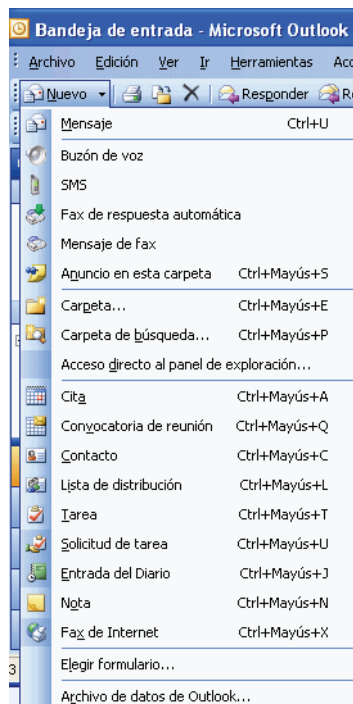 Bandeja de entrada - Microsoft Outlook
Archivo Edición Ver Ir Herramientas Acc
Nuevo Responder R
Mensaje Ctrl+U
Buzón de voz
SMS
Fax de respuesta automática
Mensaje de fax
Anuncio en esta carpeta Ctrl+Mayús+S
Carpeta... Ctrl+Mayús+E
Carpeta de búsqueda... Ctrl+Mayús+P
Acceso directo al panel de exploración...
Cita Ctrl+Mayús+A
Convocatoria de reunión Ctrl+Mayús+Q
Contacto Ctrl+Mayús+C
Lista de distribución Ctrl+Mayús+L
Tarea Ctrl+Mayús+T
Solicitud de tarea Ctrl+Mayús+U
Entrada del Diario Ctrl+Mayús+J
Nota Ctrl+Mayús+N
Fax de Internet Ctrl+Mayús+X
3 Elegir formulario...
Archivo de datos de Outlook...